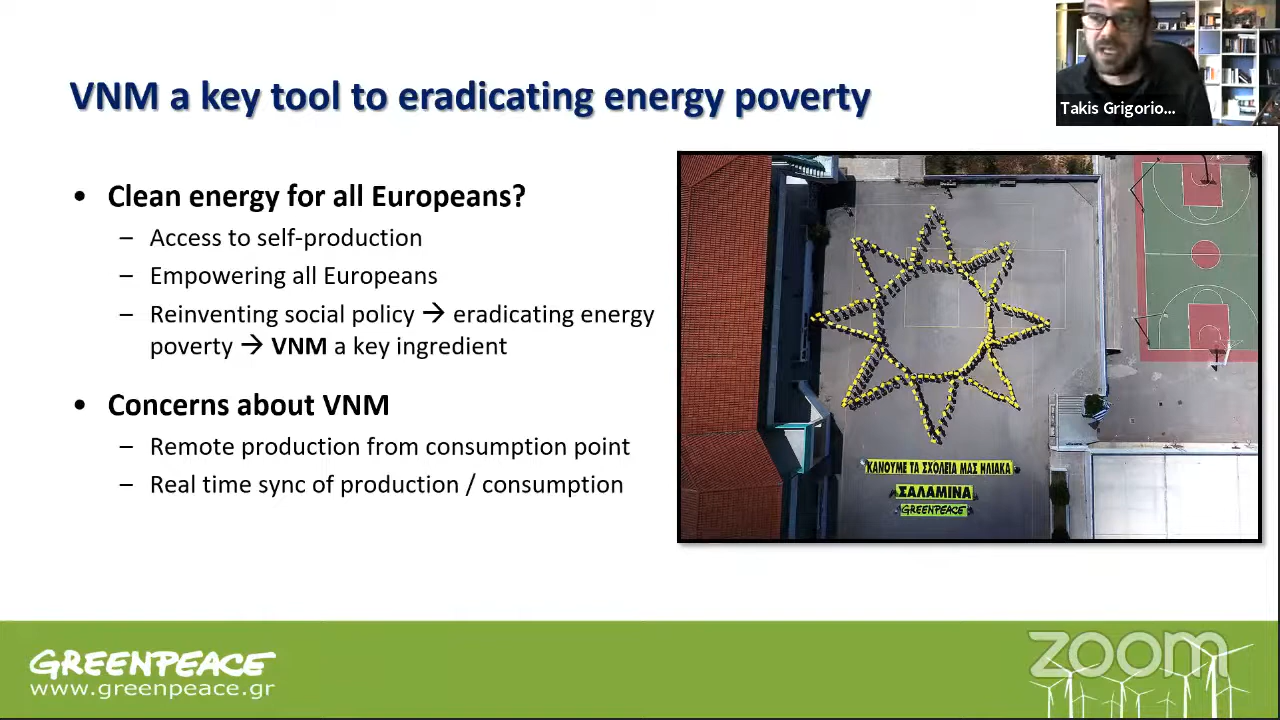 VNM a key tool to eradicating energy poverty
Takis Grigorio...
• Clean energy for all Europeans?
– Access to self-production
– Empowering all Europeans
– Reinventing social policy → eradicating energy
poverty → VNM a key ingredient
• Concerns about VNM
– Remote production from consumption point
– Real time sync of production / consumption
ΚΑΝΟΥΜΕ ΤΑ ΣΧΟΛΕΙΑ ΜΑΣ ΗΛΙΑΚΑ
ΣΑΛΑΜΙΝΑ
GREENPEACE
GREENPEACE
www.greenpeace.gr
zoom